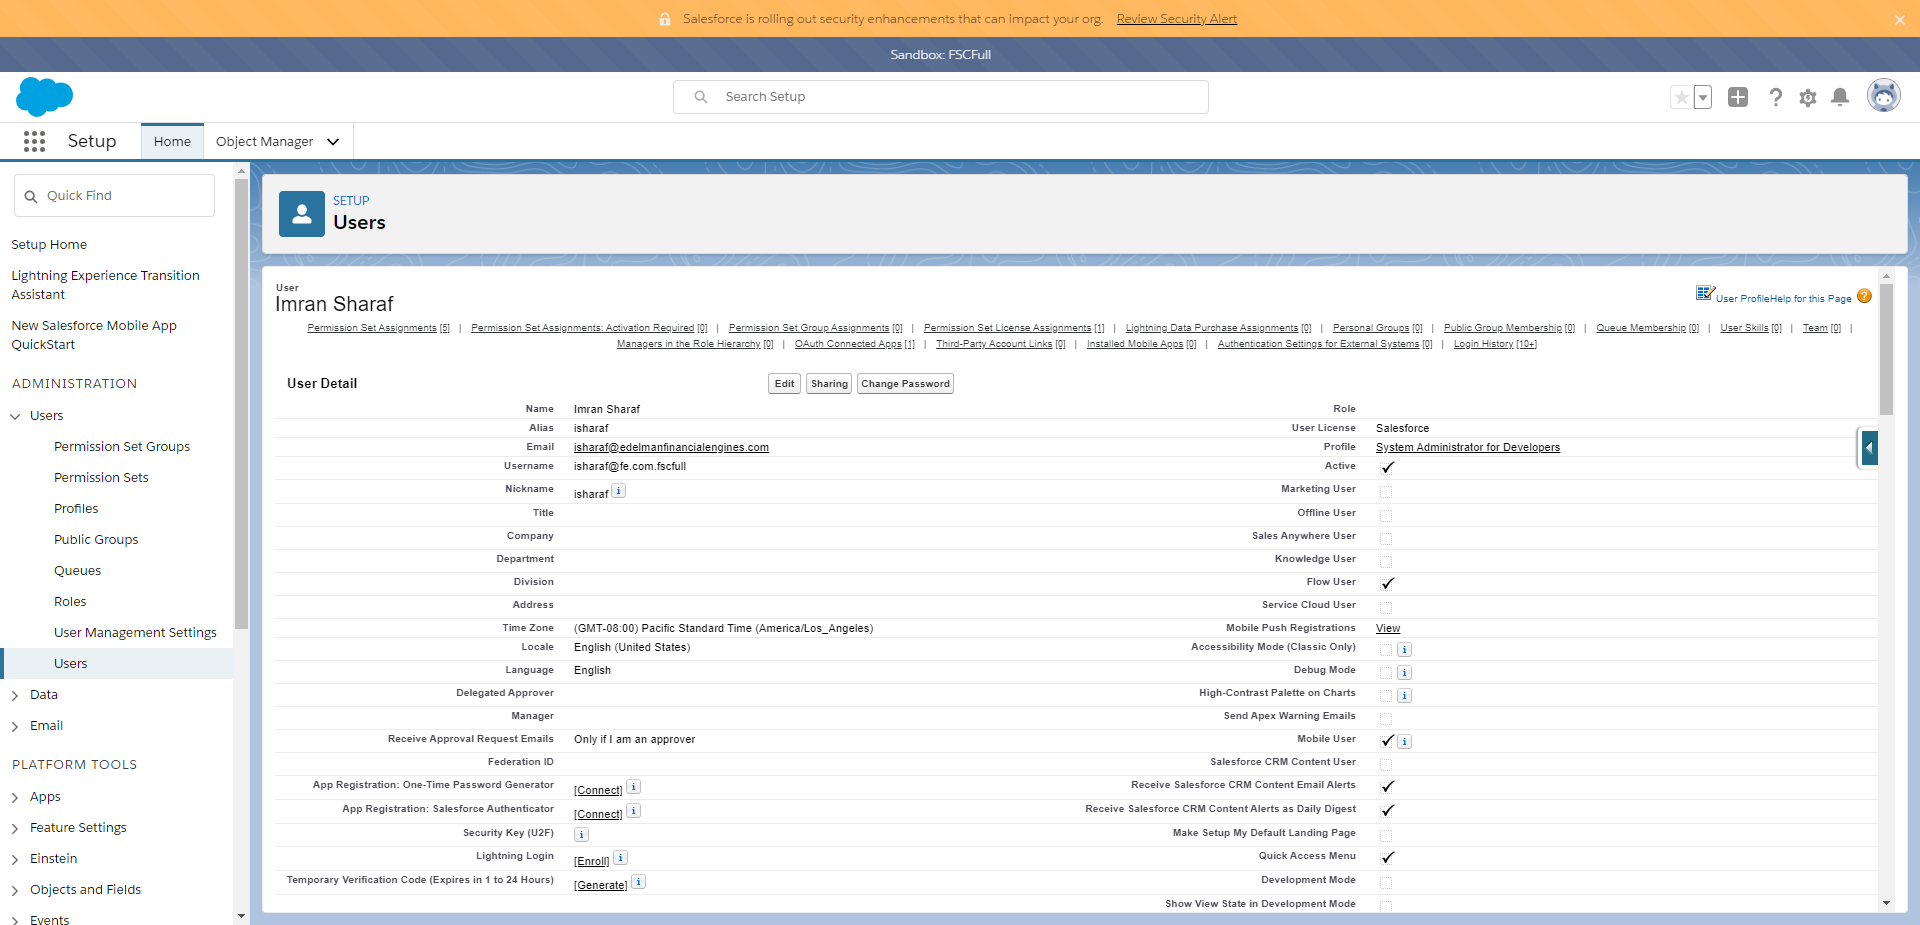 Salesforce is rolling out security enhancements that can impact your org. Review Security Alert
Sandbox: FSCFull
Search Setup
Setup
Home
Object Manager
Quick Find
Setup Home
Lightning Experience Transition
Assistant
New Salesforce Mobile App
QuickStart
ADMINISTRATION
Users
Permission Set Groups
Permission Sets
Profiles
Public Groups
Queues
Roles
User Management Settings
Users
Data
Email
PLATFORM TOOLS
Apps
Feature Settings
Einstein
Objects and Fields
Events
SETUP
Users
User
Imran Sharaf
User Profile Help for this Page
Permission Set Assignments [5] | Permission Set Assignments: Activation Required [0] | Permission Set Group Assignments [0] | Permission Set License Assignments [1] | Lightning Data Purchase Assignments [0] | Personal Groups [0] | Public Group Membership [0] | Queue Membership [0] | User Skills [0] | Team [0] |
Managers in the Role Hierarchy [0] | OAuth Connected Apps [1] | Third-Party Account Links [0] | Installed Mobile Apps [0] | Authentication Settings for External Systems [0] | Login History [10+]
User Detail Edit Sharing Change Password
Name Imran Sharaf Role
Alias isharaf User License Salesforce
Email isharaf@edelmanfinancialengines.com Profile System Administrator for Developers
Username isharaf@fe.com.fscfull Active
Nickname isharaf i Marketing User
Title Offline User
Company Sales Anywhere User
Department Knowledge User
Division Flow User
Address Service Cloud User
Time Zone (GMT-08:00) Pacific Standard Time (America/Los_Angeles) Mobile Push Registrations View
Locale English (United States) Accessibility Mode (Classic Only) i
Language English Debug Mode i
Delegated Approver High-Contrast Palette on Charts i
Manager Send Apex Warning Emails
Receive Approval Request Emails Only if I am an approver Mobile User i
Federation ID Salesforce CRM Content User
App Registration: One-Time Password Generator [Connect] i Receive Salesforce CRM Content Email Alerts
App Registration: Salesforce Authenticator [Connect] i Receive Salesforce CRM Content Alerts as Daily Digest
Security Key (U2F) i Make Setup My Default Landing Page
Lightning Login [Enroll] i Quick Access Menu
Temporary Verification Code (Expires in 1 to 24 Hours) [Generate] i Development Mode
Show View State in Development Mode